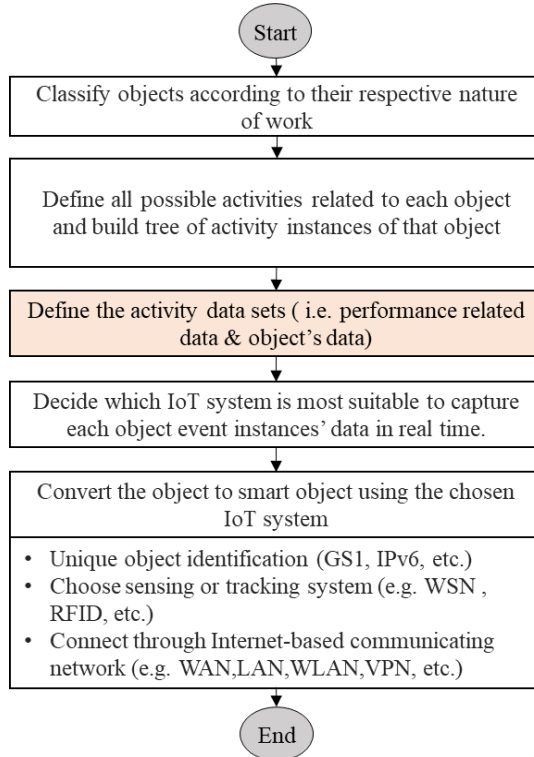 Start
Classify objects according to their respective nature
of work
Define all possible activities related to each object
and build tree of activity instances of that object
Define the activity data sets ( i.e. performance related
data & object's data)
Decide which IoT system is most suitable to capture
each object event instances' data in real time.
Convert the object to smart object using the chosen
IoT system
• Unique object identification (GS1, IPv6, etc.)
• Choose sensing or tracking system (e.g. WSN ,
RFID, etc.)
• Connect through Internet-based communicating
network (e.g. WAN,LAN,WLAN,VPN, etc.)
End